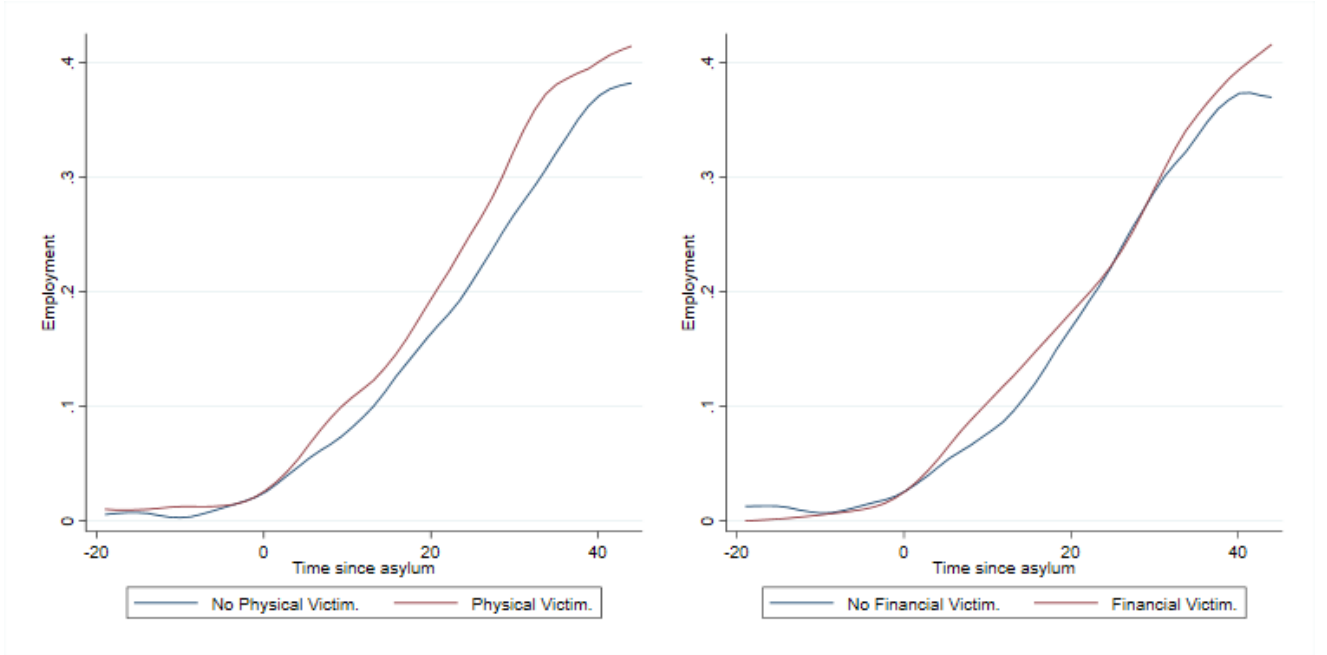 Employment
.4
.3
.2
.1
0
-20 0 20 40
Time since asylum
No Physical Victim. Physical Victim.
Employment
.4
.3
.2
.1
0
-20 0 20 40
Time since asylum
No Financial Victim. Financial Victim.